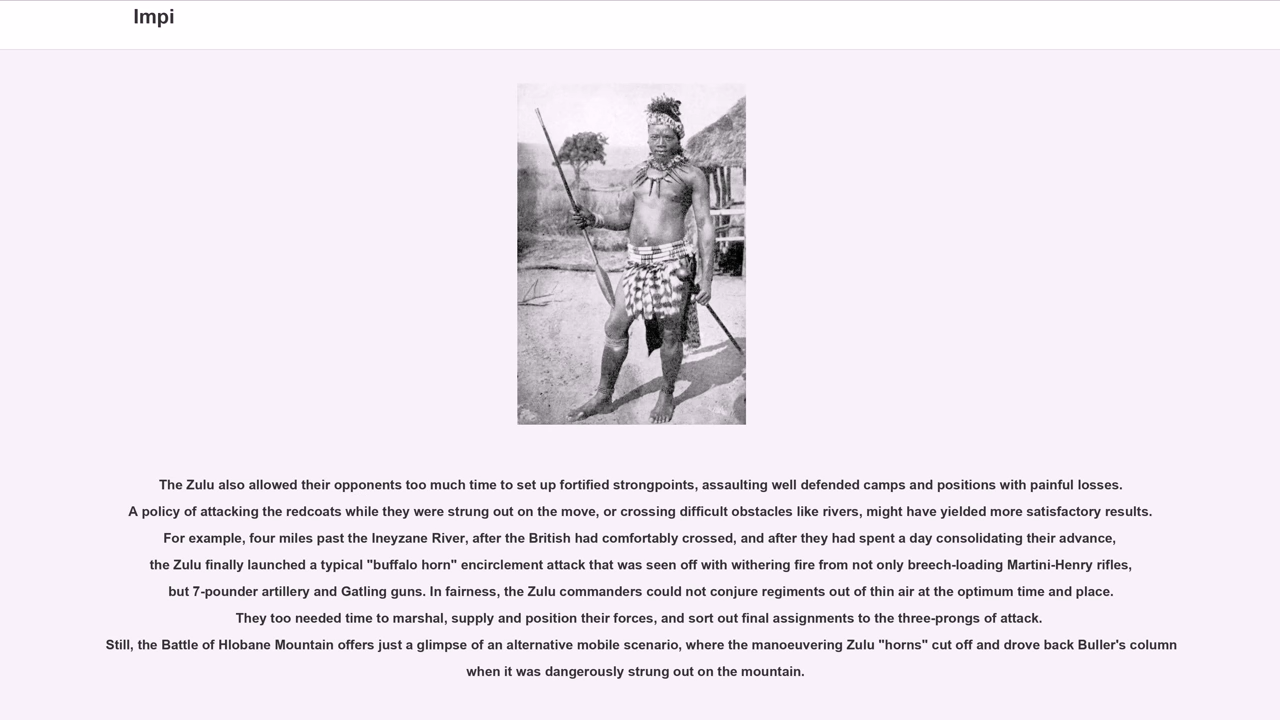 Impi
The Zulu also allowed their opponents too much time to set up fortified strongpoints, assaulting well defended camps and positions with painful losses.
A policy of attacking the redcoats while they were strung out on the move, or crossing difficult obstacles like rivers, might have yielded more satisfactory results.
For example, four miles past the Ineyzane River, after the British had comfortably crossed, and after they had spent a day consolidating their advance,
the Zulu finally launched a typical "buffalo horn" encirclement attack that was seen off with withering fire from not only breech-loading Martini-Henry rifles,
but 7-pounder artillery and Gatling guns. In fairness, the Zulu commanders could not conjure regiments out of thin air at the optimum time and place.
They too needed time to marshal, supply and position their forces, and sort out final assignments to the three-prongs of attack.
Still, the Battle of Hlobane Mountain offers just a glimpse of an alternative mobile scenario, where the manoeuvering Zulu "horns" cut off and drove back Buller's column
when it was dangerously strung out on the mountain.